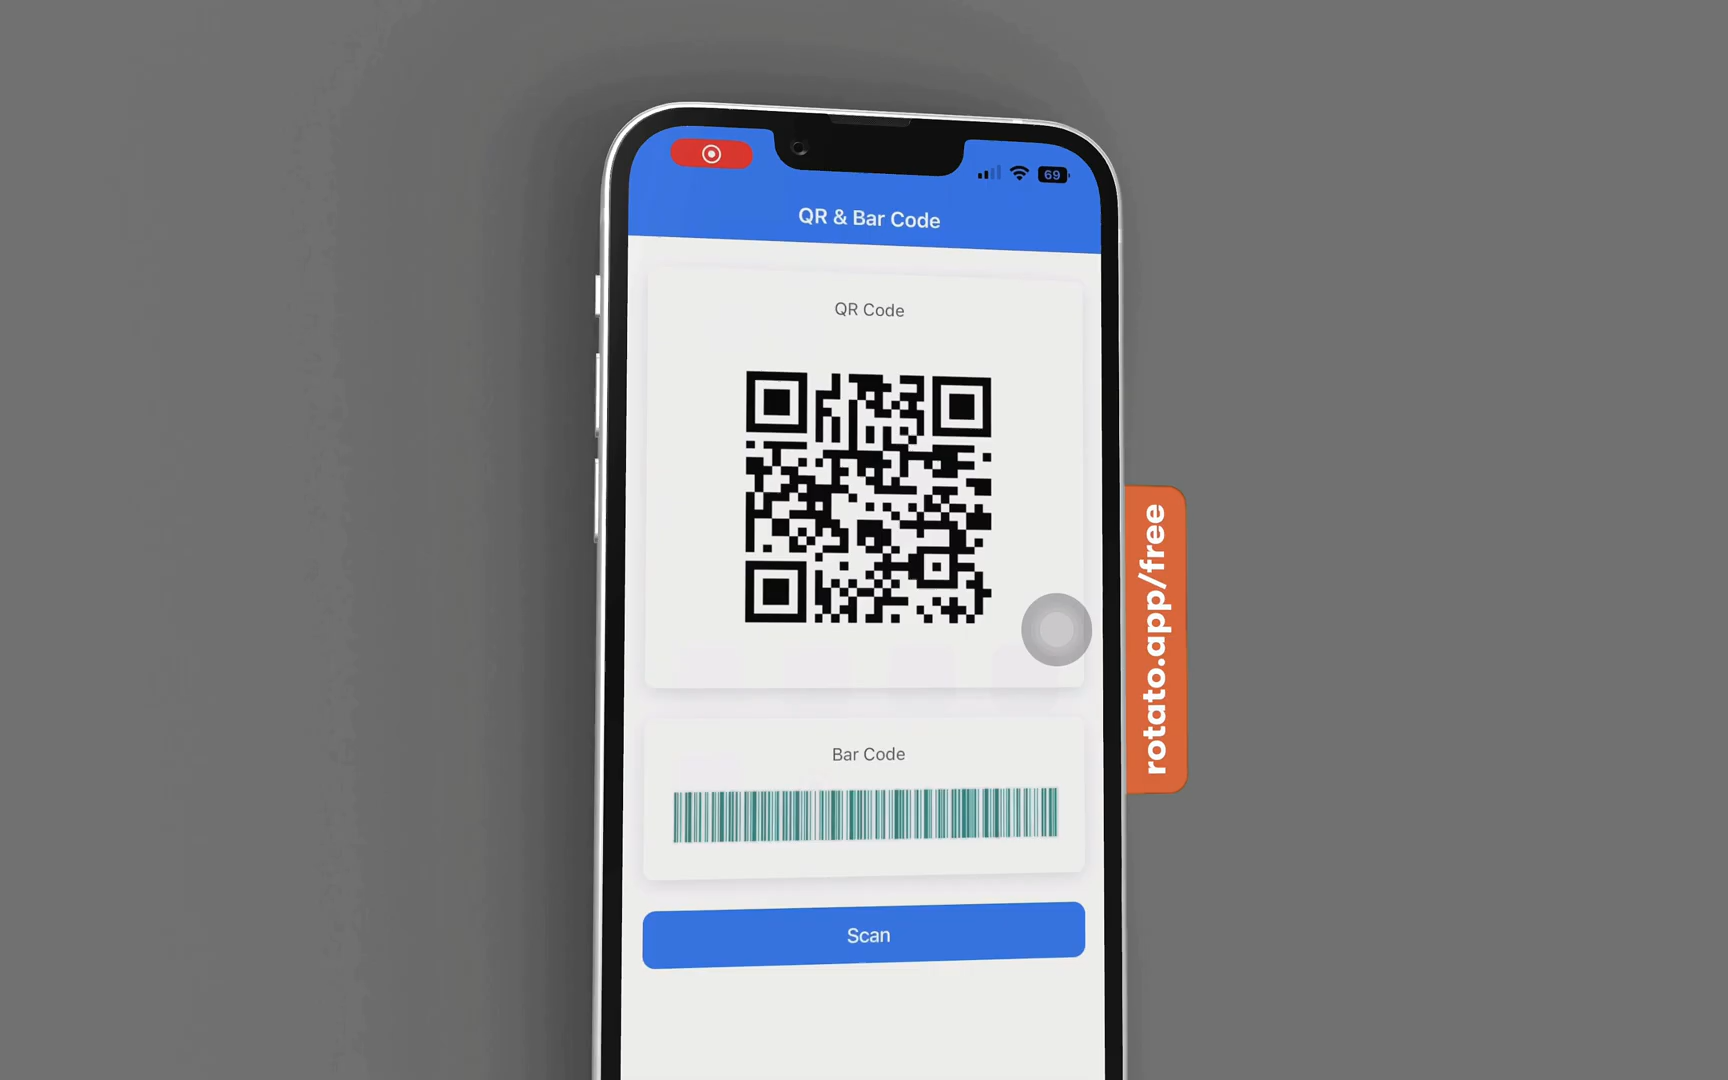 69
QR & Bar Code
QR Code
Bar Code
Scan
rotato.app/free